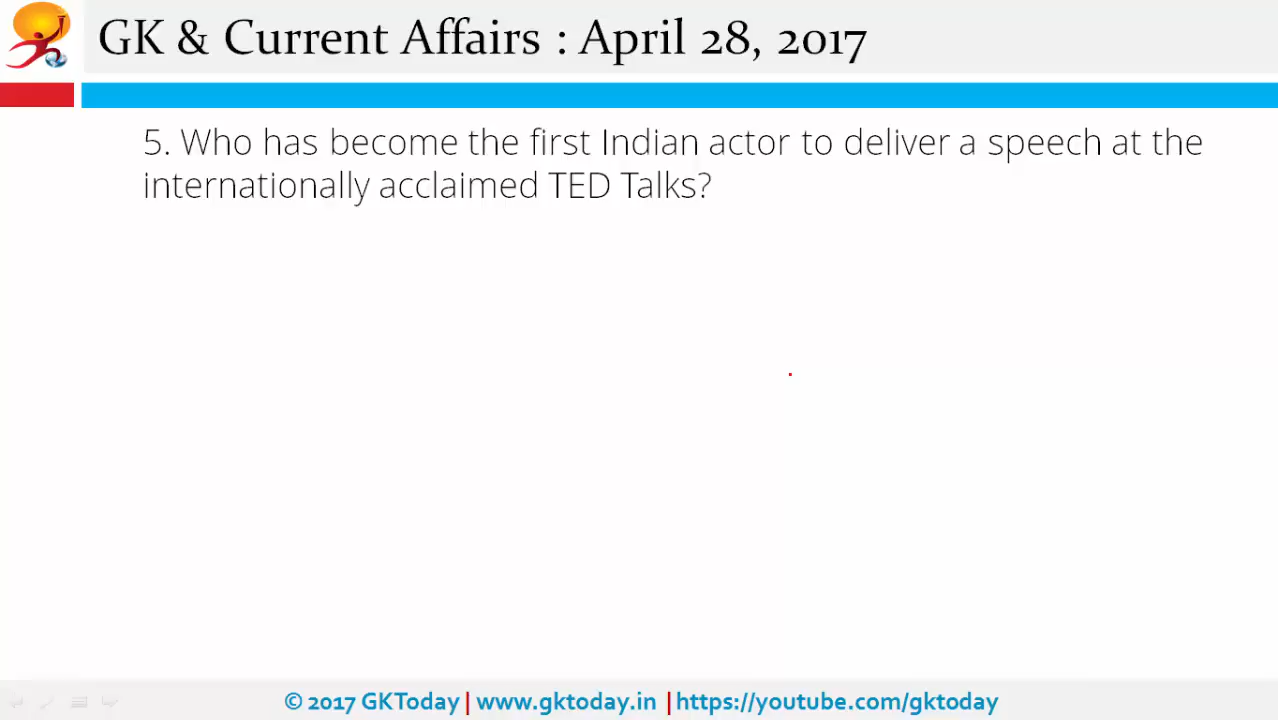 GK & Current Affairs : April 28, 2017
5. Who has become the first Indian actor to deliver a speech at the
internationally acclaimed TED Talks?
© 2017 GKToday | www.gktoday.in | https://youtube.com/gktoday